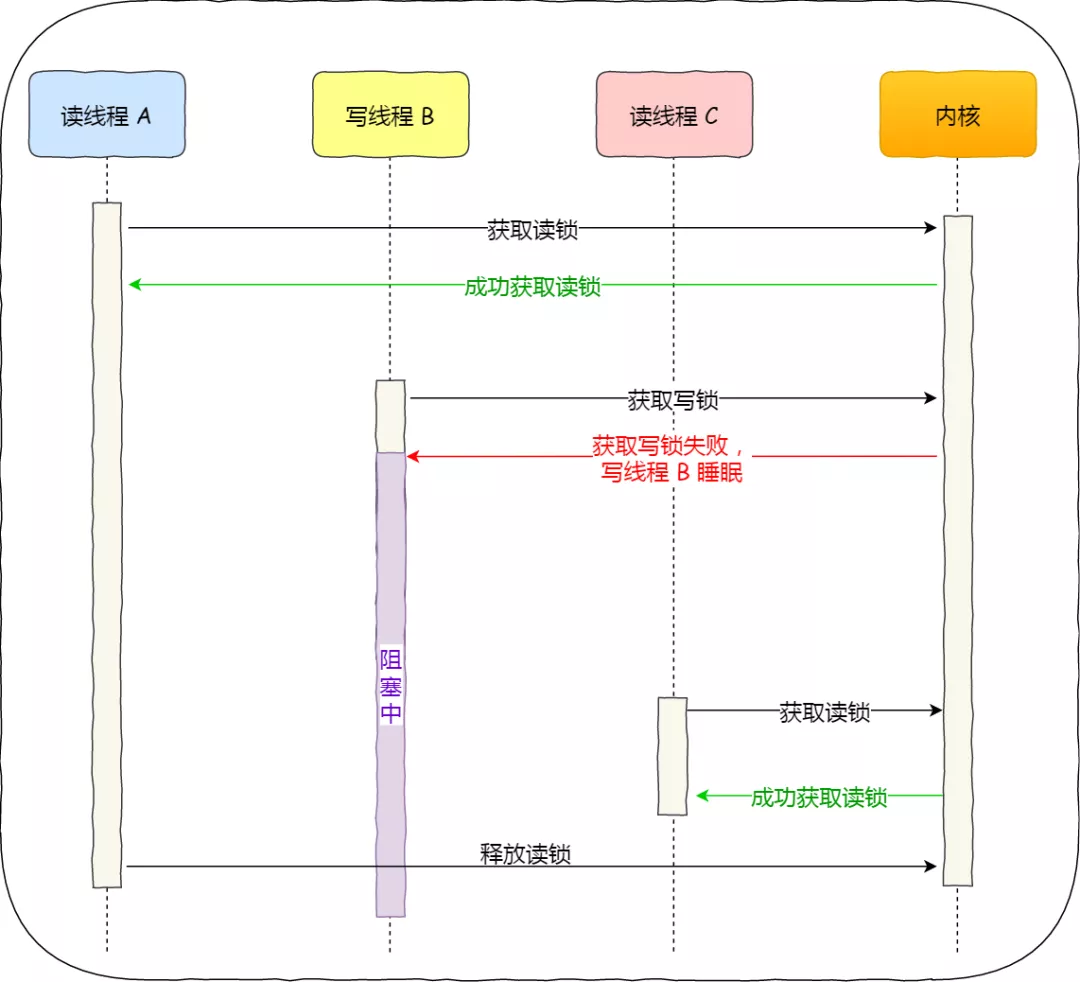 读线程 A
写线程 B
读线程 C
内核
获取读锁
成功获取读锁
获取写锁
获取写锁失败，
写线程 B 睡眠
阻
塞
中
获取读锁
成功获取读锁
释放读锁